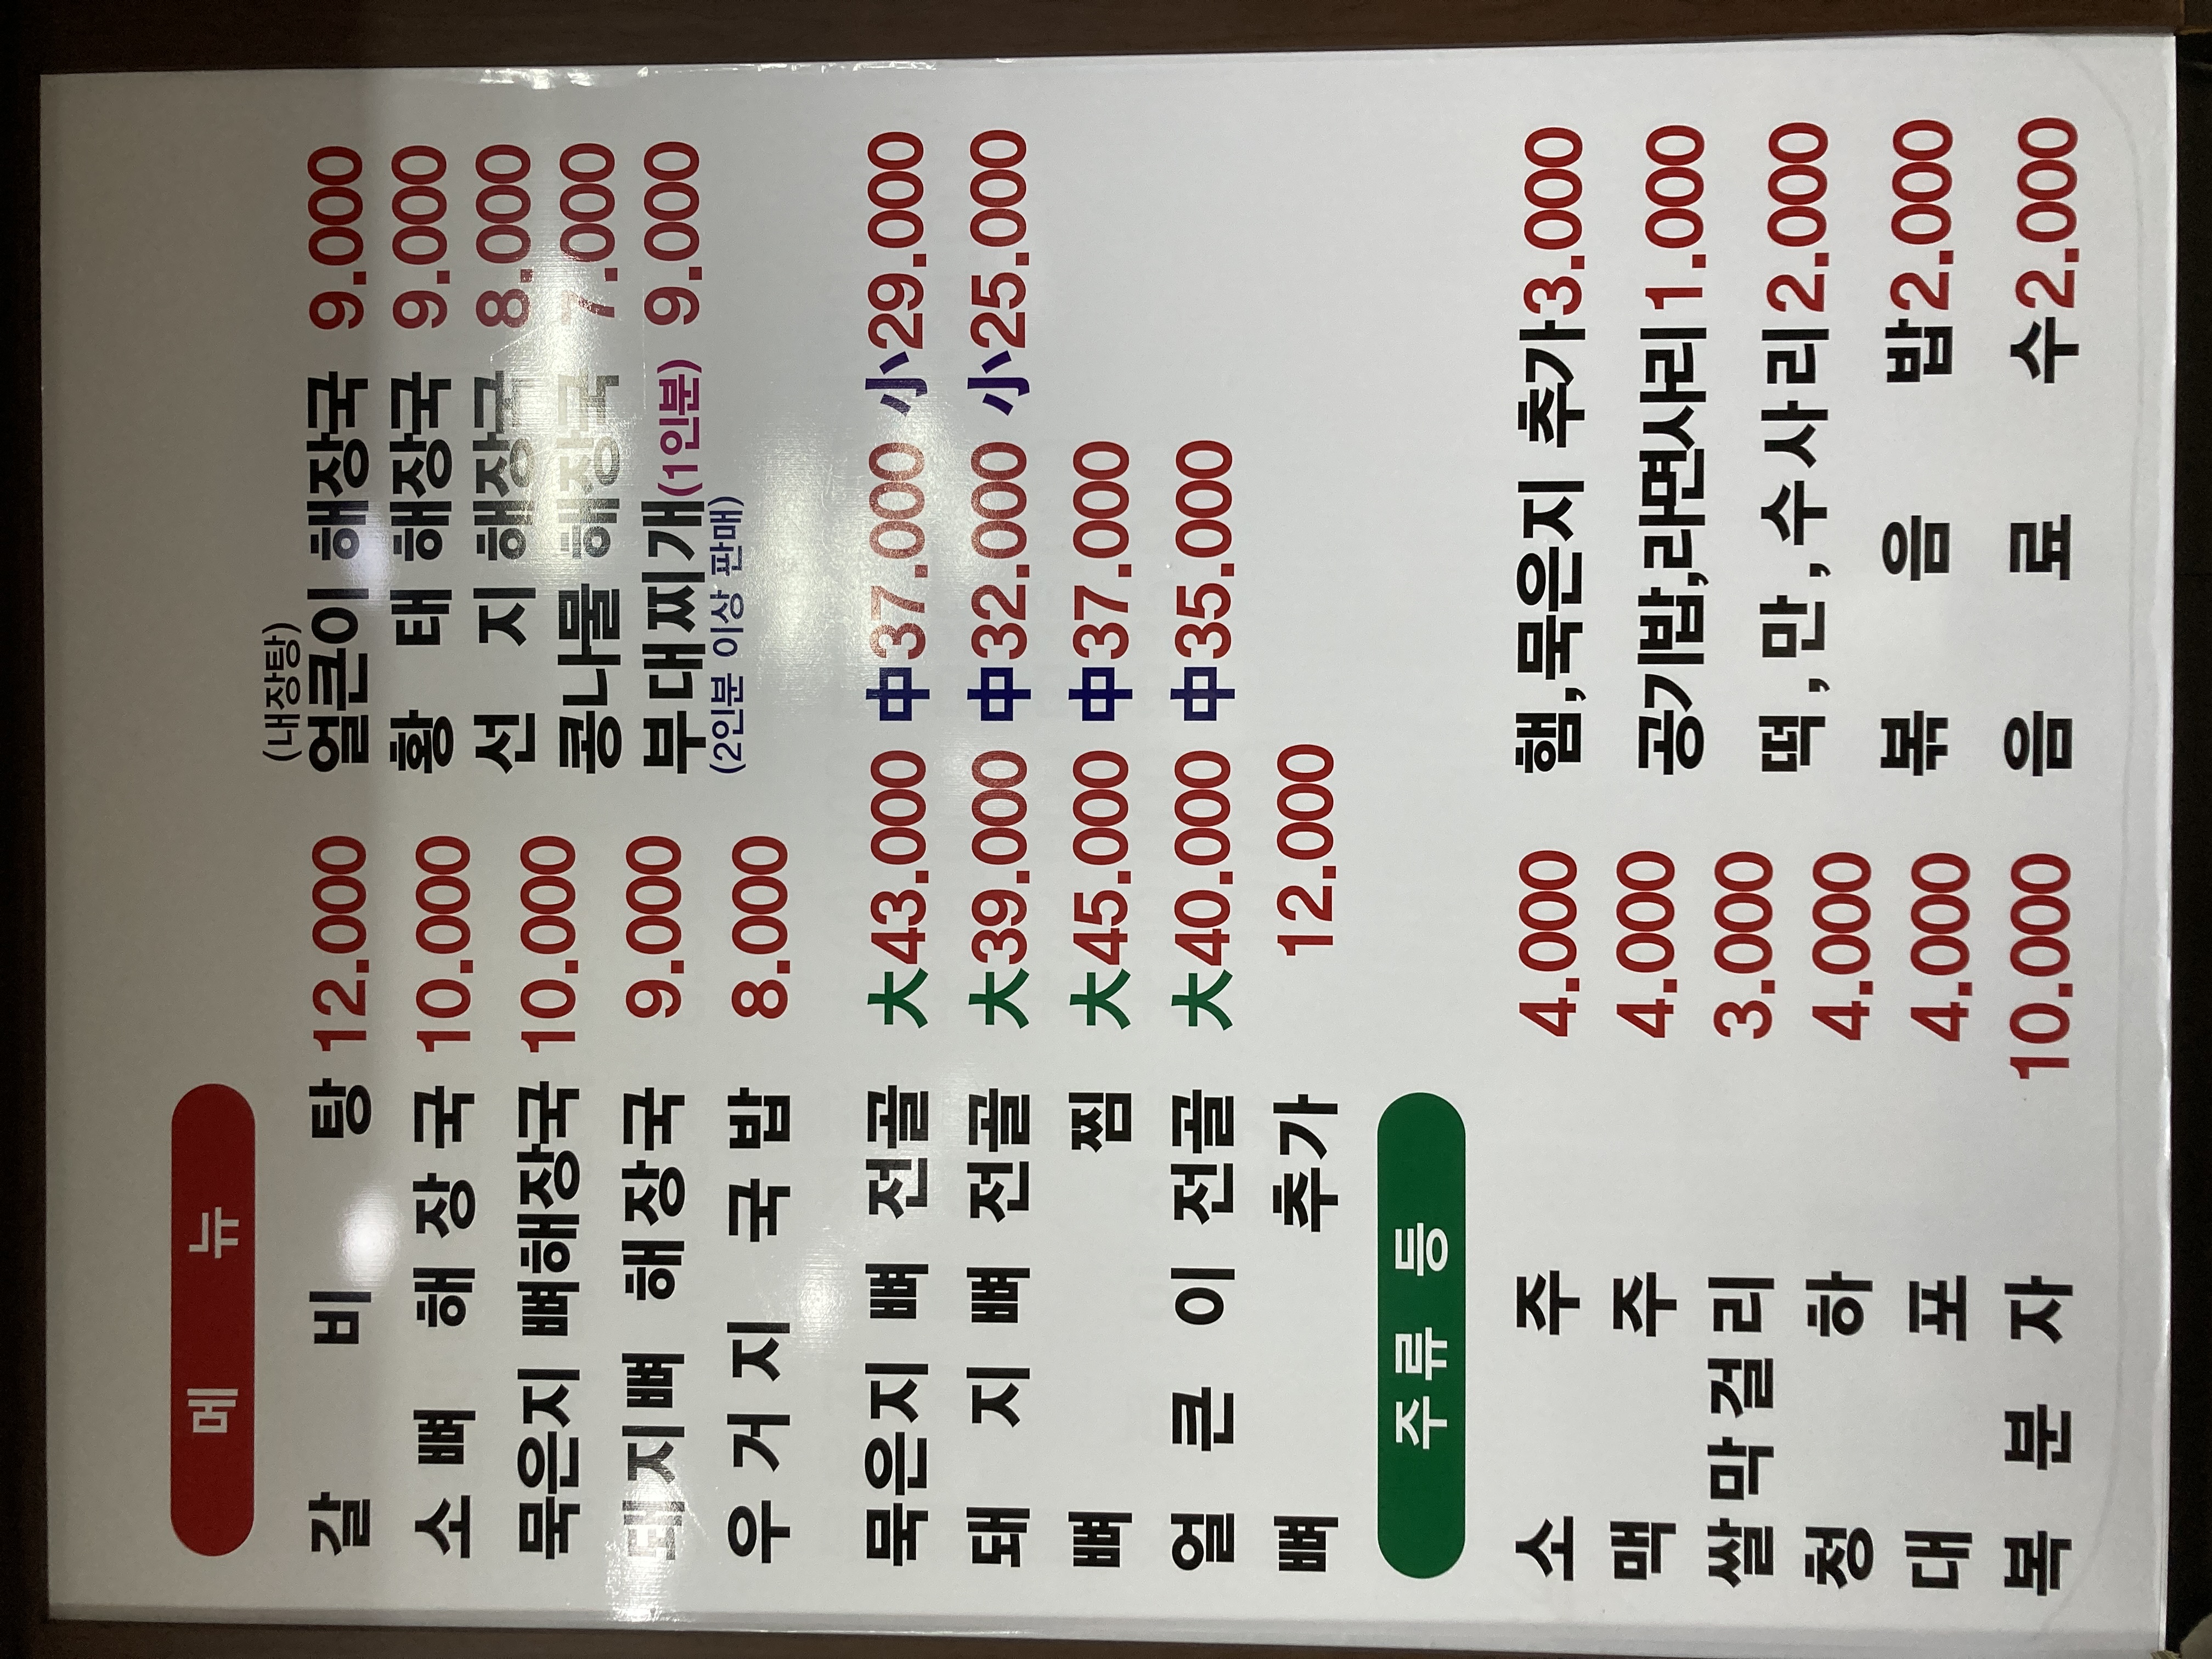 메 뉴
갈 비 탕 12.000
소 뼈 해 장 국 10.000
묵은지 뼈해장국 10.000
돼지뼈 해 장 국 9.000
우 거 지 국 밥 8.000
(내장탕)
얼큰이 해장국 9.000
황 태 해장국 9.000
선 지 해장국 8.000
콩나물 해장국 7.000
부대찌개(1인분) 9.000
(2인분 이상 판매)
묵은지 뼈 전골 大43.000 中37.000 小29.000
돼 지 뼈 전골 大39.000 中32.000 小25.000
뼈 찜 大45.000 中37.000
얼 큰 이 전골 大40.000 中35.000
뼈 추가 12.000
주 류 등
소 주 4.000
맥 주 4.000
쌀 막 걸 리 3.000
청 하 4.000
대 포 4.000
복 분 자 10.000
햄,묵은지 추가3.000
공기밥,라면사리1.000
떡 , 만 , 수 사 리2.000
볶 음 밥2.000
음 료 수2.000